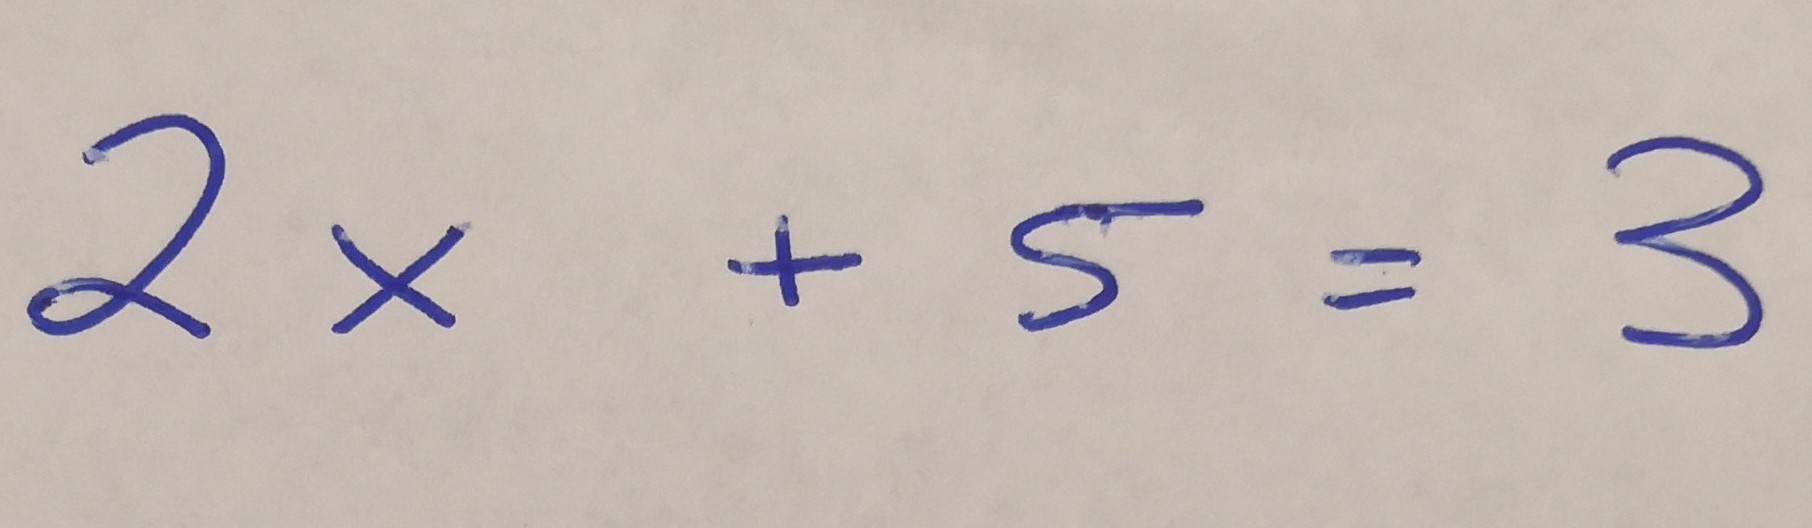 2x + 5 = 3